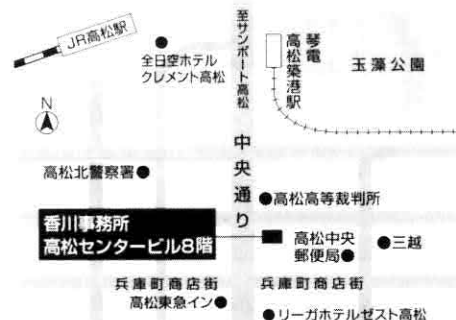 JR高松駅
全日空ホテル
クレメント高松
至サンポート高松
琴電
高松築港駅
玉藻公園
N
中央通り
高松北警察署
高松高等裁判所
香川事務所
高松センタービル8階
高松中央
郵便局
三越
兵庫町商店街
兵庫町商店街
高松東急イン
リーガホテルゼスト高松